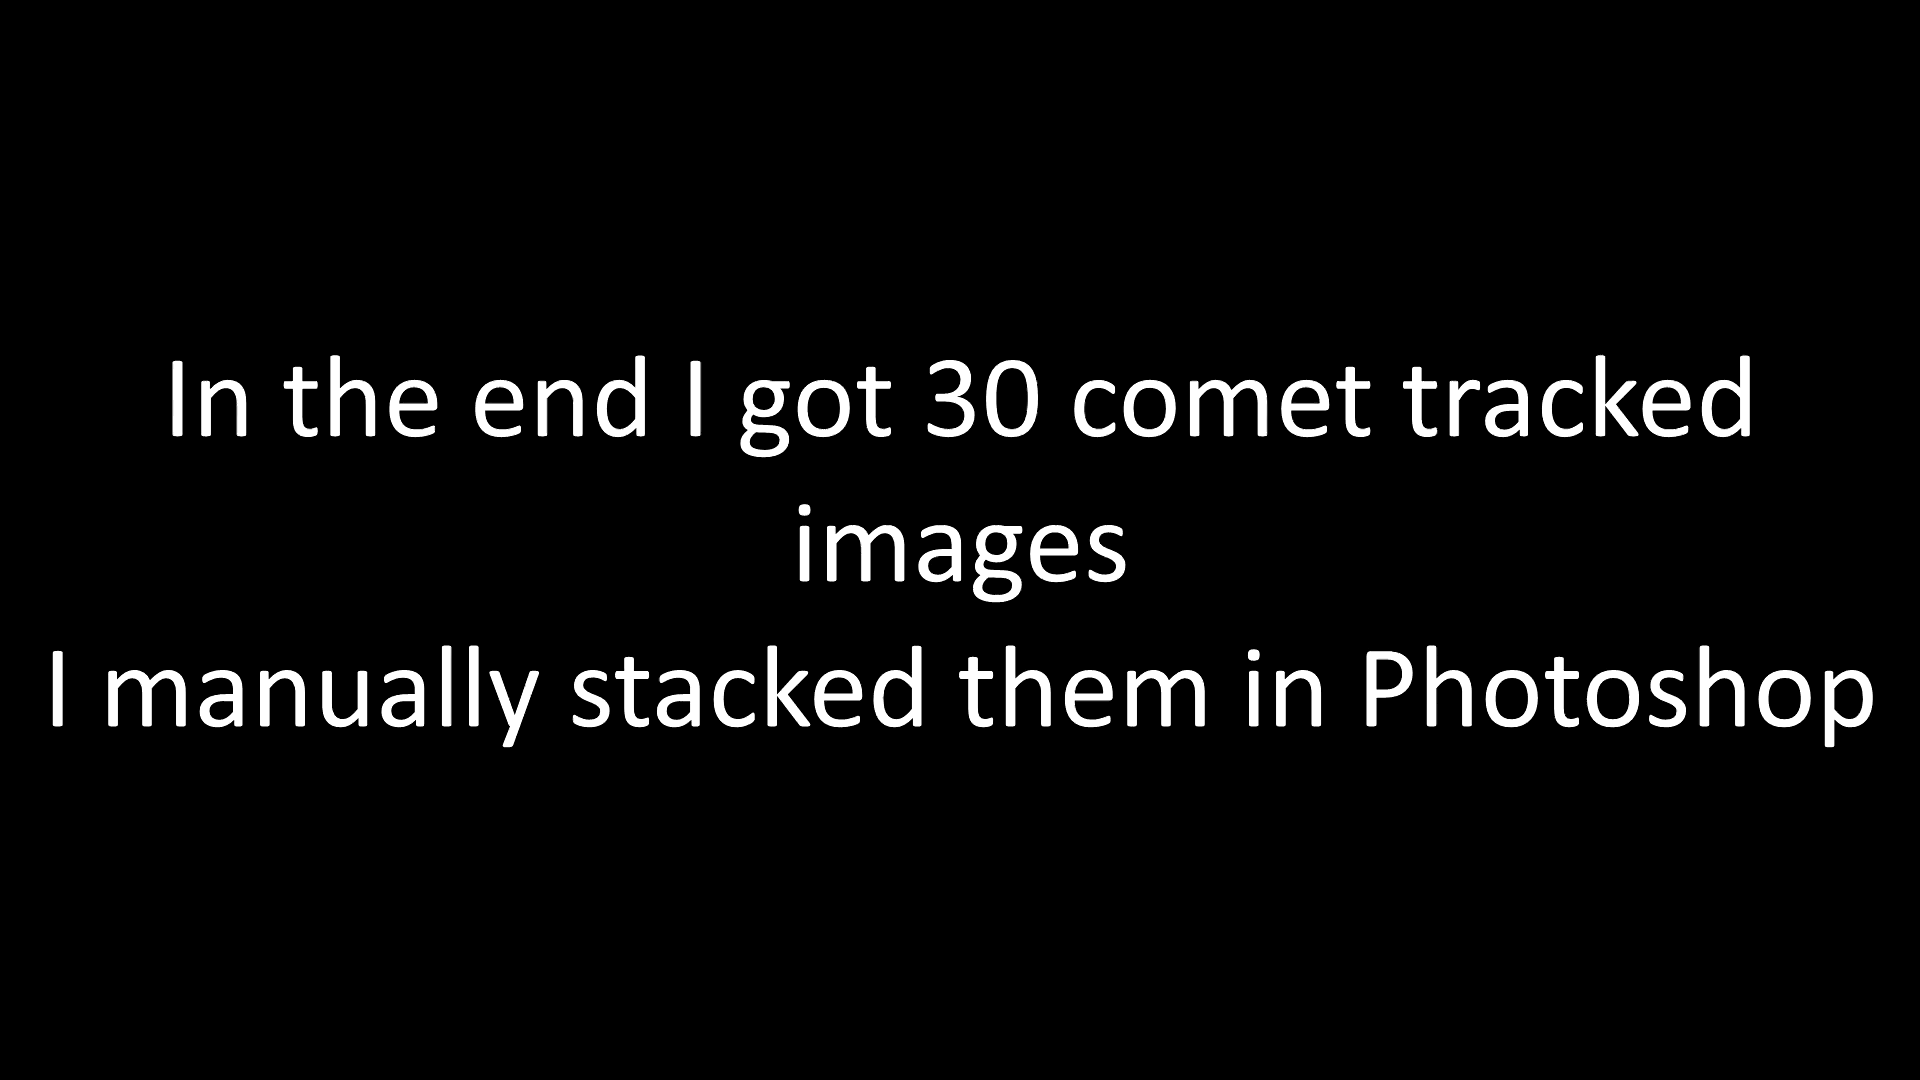 In the end I got 30 comet tracked
images
I manually stacked them in Photoshop